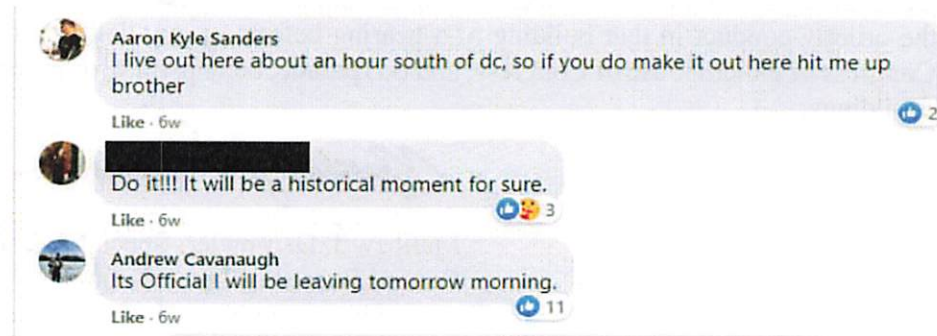 Aaron Kyle Sanders
I live out here about an hour south of dc, so if you do make it out here hit me up
brother
Like · 6w
2
Do it!!! It will be a historical moment for sure.
Like · 6w
3
Andrew Cavanaugh
Its Official I will be leaving tomorrow morning.
Like · 6w
11